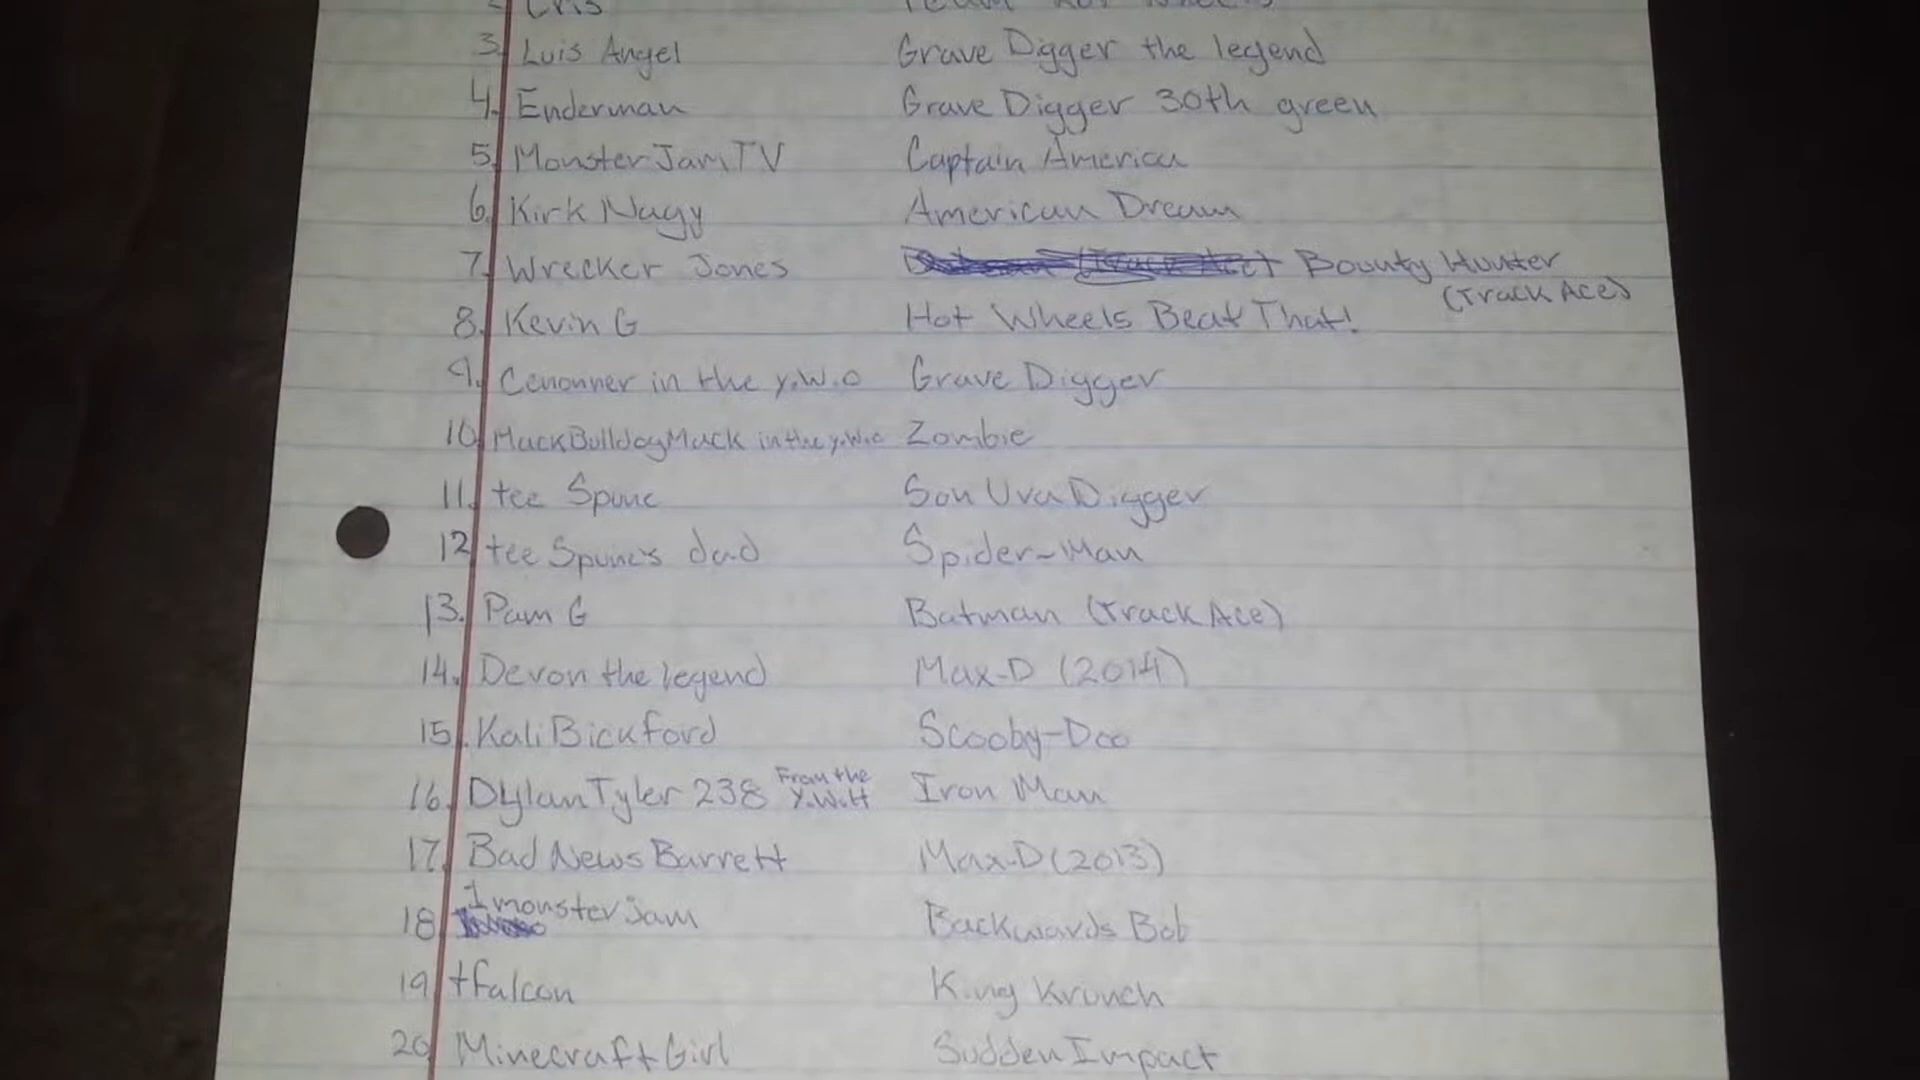 2. Cris Team Hot Wheels
3. Luis Angel Grave Digger the legend
4. Enderman Grave Digger 30th green
5. MonsterJamTV Captain America
6. Kirk Nagy American Dream
7. Wrecker Jones Bounty Hunter
(Track Ace)
8. Kevin G Hot Wheels Beat That!
9. Cenonner in the y.W.o Grave Digger
10. MackBulldogMack in the y.W.o Zombie
11. tee Spunc Son Uva Digger
12. tee Spunc's dad Spider-Man
13. Pam G Batman (Track Ace)
14. Devon the legend Max-D (2014)
15. KaliBickford Scooby-Doo
16. DylanTyler 238 From the Y.W.H Iron Man
17. Bad News Barrett Max-D (2013)
18. 1monsterjam Backwards Bob
19. tfalcon King Krunch
20. MinecraftGirl Sudden Impact